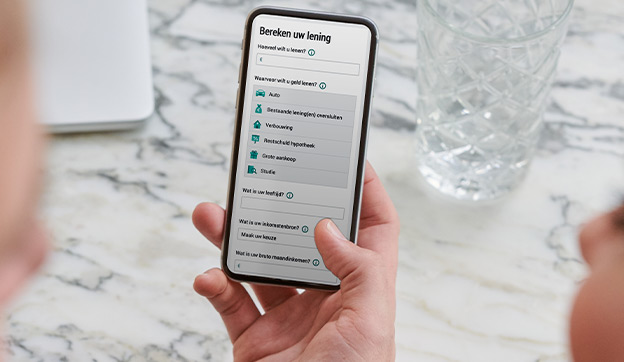 Bereken uw lening
Hoeveel wilt u lenen?
€
Waarvoor wilt u geld lenen?
Auto
Bestaande lening(en) oversluiten
Verbouwing
Restschuld hypotheek
Grote aankoop
Studie
Wat is uw leeftijd?
Wat is uw inkomstenbron?
Maak uw keuze
Wat is uw bruto maandinkomen?
€